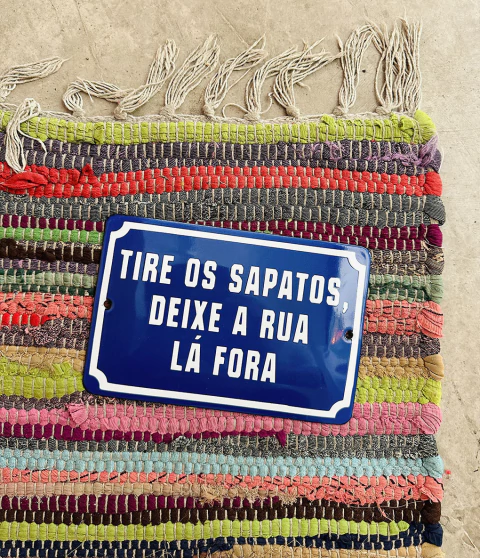 TIRE OS SAPATOS,
DEIXE A RUA
LÁ FORA